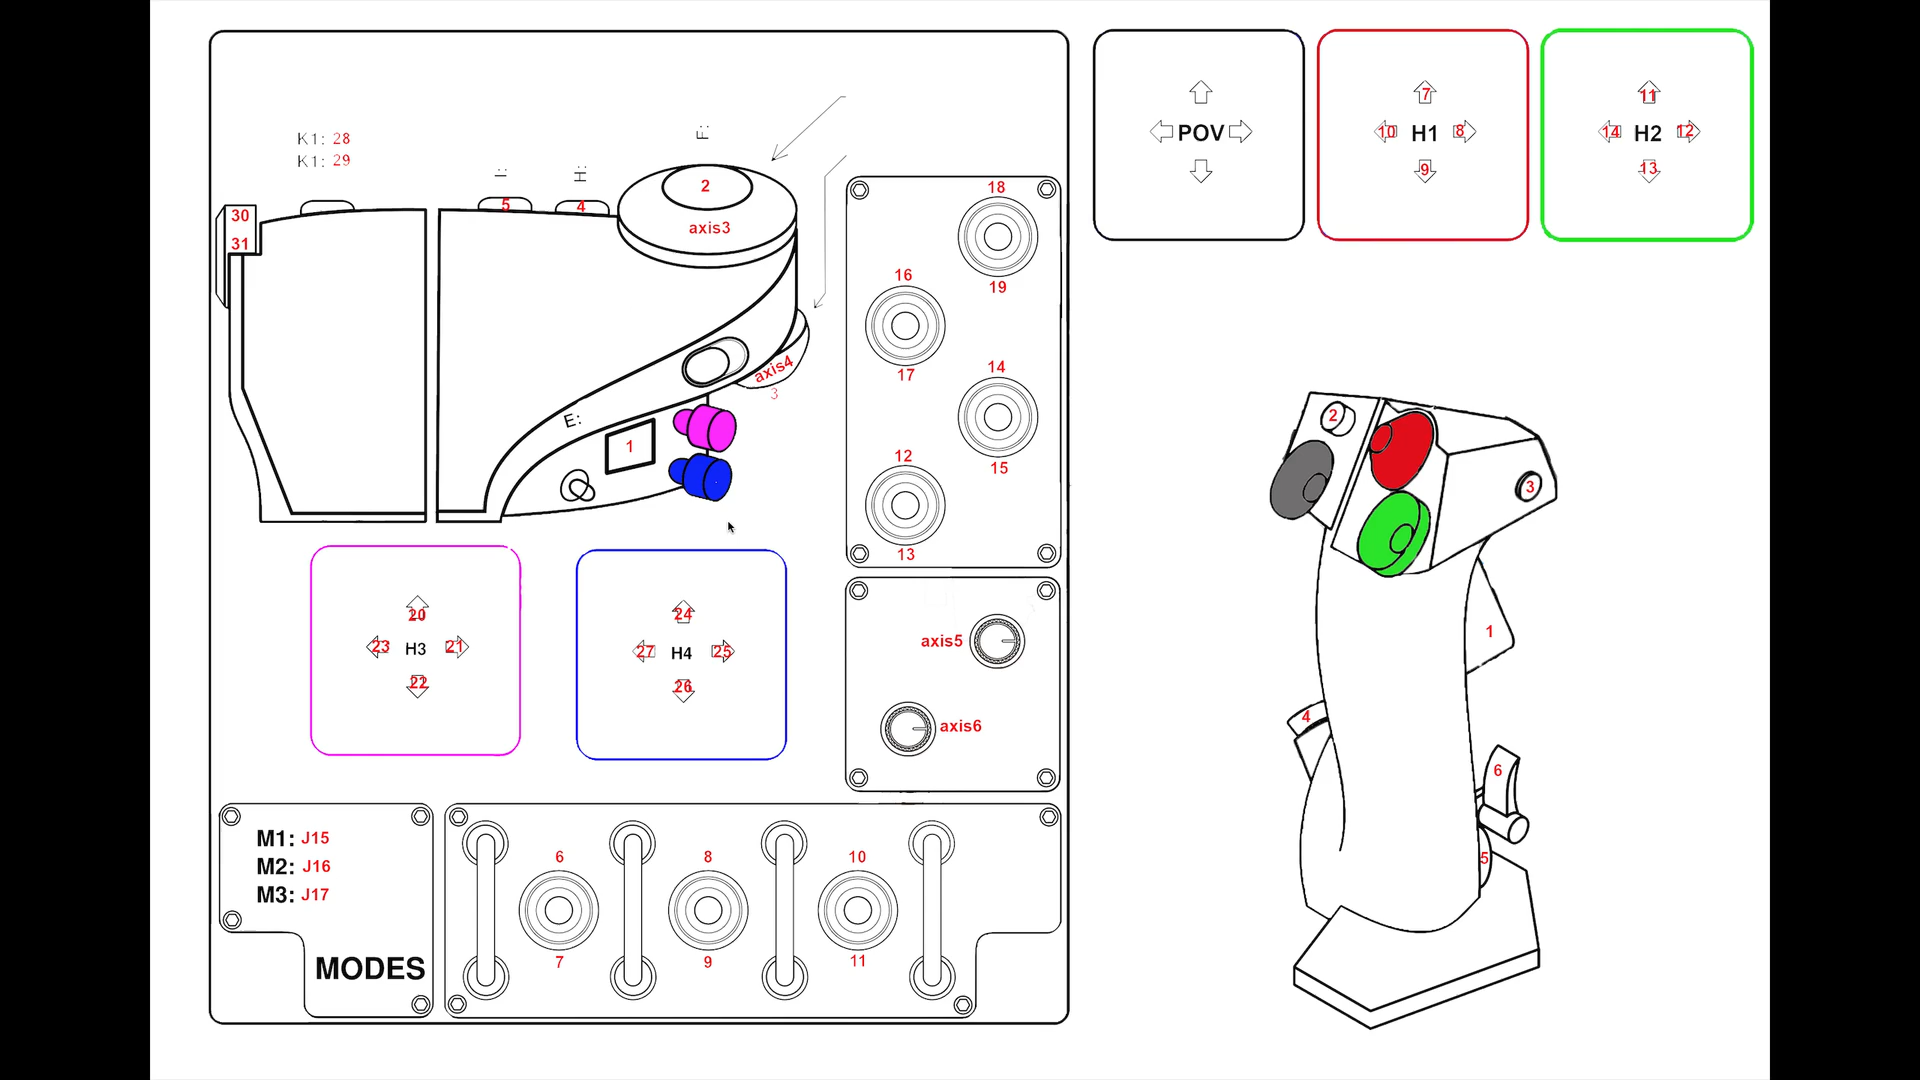 K1: 28
K1: 29
I:
H:
F:
30
31
5
4
2
axis3
axis4
3
E:
1
18
19
16
17
14
15
12
13
axis5
axis6
20
23 H3 21
22
24
27 H4 25
26
M1: J15
M2: J16
M3: J17
MODES
6
7
8
9
10
11
POV
7
10 H1 8
9
11
14 H2 12
13
2
3
1
4
6
5